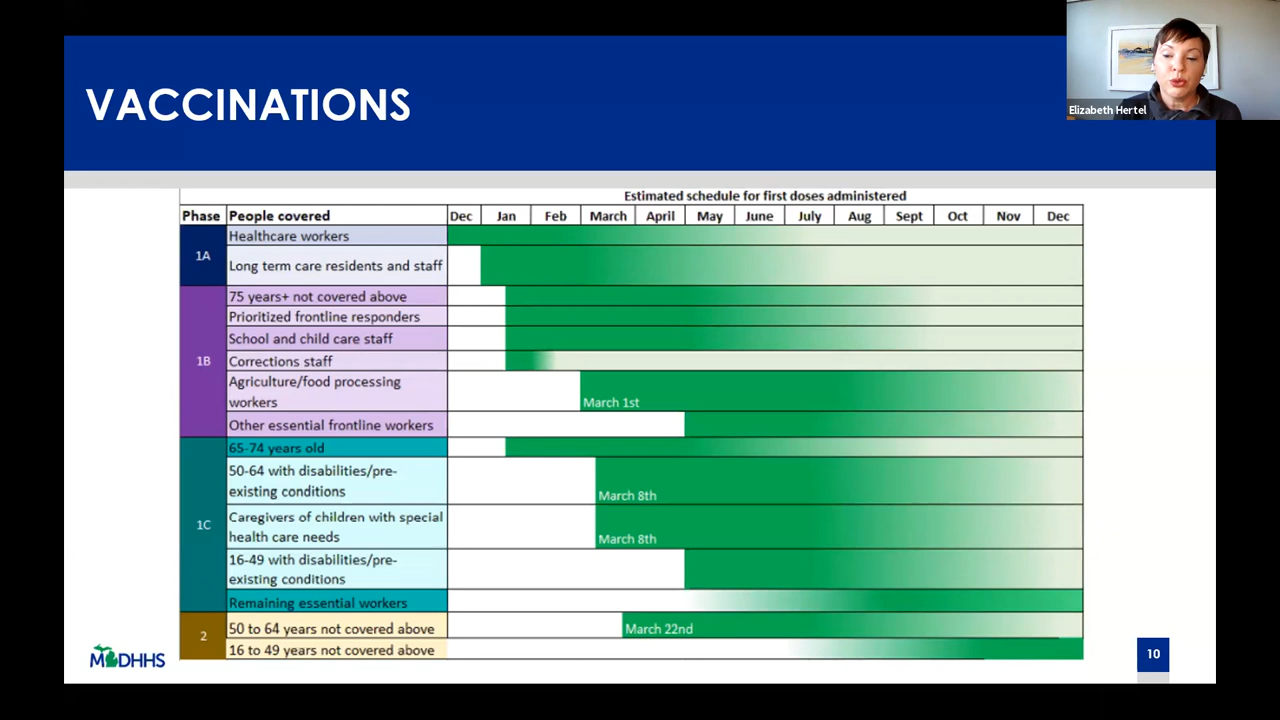 VACCINATIONS
Elizabeth Hertel
Estimated schedule for first doses administered
Phase People covered Dec Jan Feb March April May June July Aug Sept Oct Nov Dec
1A
Healthcare workers
Long term care residents and staff
1B
75 years+ not covered above
Prioritized frontline responders
School and child care staff
Corrections staff
Agriculture/food processing
workers
March 1st
Other essential frontline workers
1C
65-74 years old
50-64 with disabilities/pre-
existing conditions
March 8th
Caregivers of children with special
health care needs
March 8th
16-49 with disabilities/pre-
existing conditions
Remaining essential workers
2
50 to 64 years not covered above
March 22nd
16 to 49 years not covered above
MDHHS
10